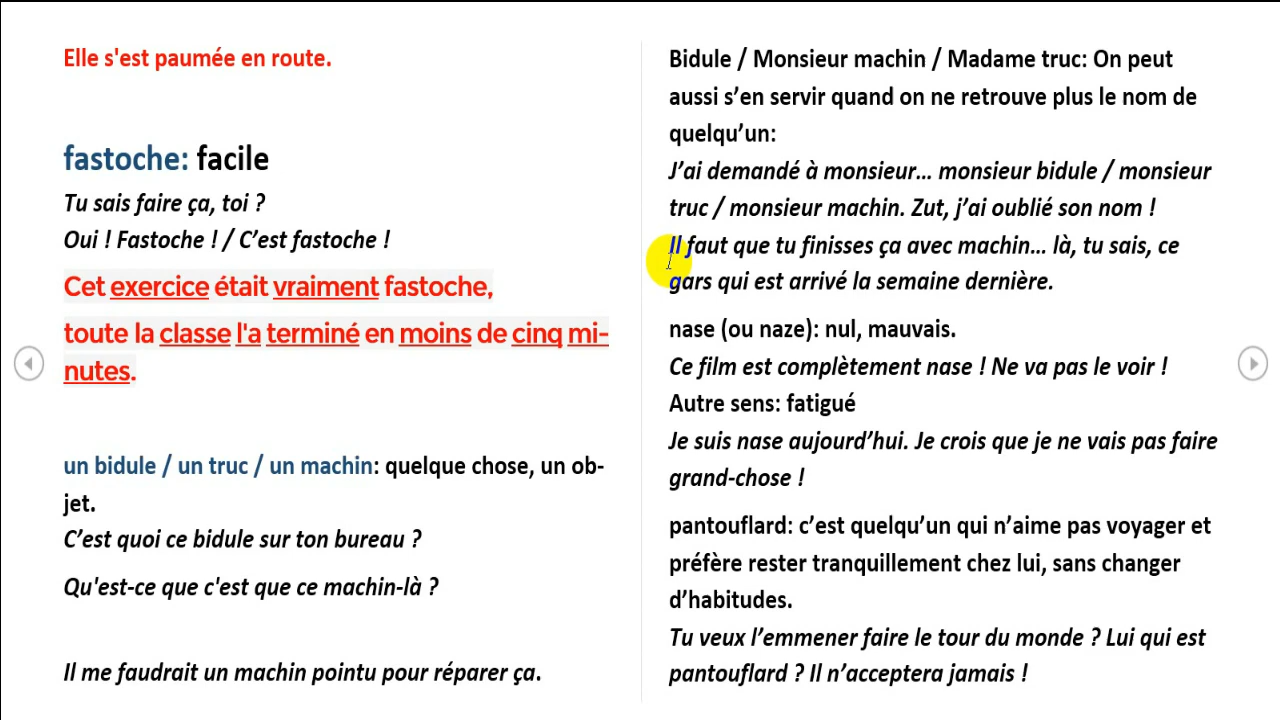 Elle s'est paumée en route.
fastoche: facile
Tu sais faire ça, toi ?
Oui ! Fastoche ! / C’est fastoche !
Cet exercice était vraiment fastoche,
toute la classe l'a terminé en moins de cinq mi-
nutes.
un bidule / un truc / un machin: quelque chose, un ob-
jet.
C’est quoi ce bidule sur ton bureau ?
Qu'est-ce que c'est que ce machin-là ?
Il me faudrait un machin pointu pour réparer ça.
Bidule / Monsieur machin / Madame truc: On peut
aussi s’en servir quand on ne retrouve plus le nom de
quelqu’un:
J’ai demandé à monsieur… monsieur bidule / monsieur
truc / monsieur machin. Zut, j’ai oublié son nom !
Il faut que tu finisses ça avec machin… là, tu sais, ce
gars qui est arrivé la semaine dernière.
nase (ou naze): nul, mauvais.
Ce film est complètement nase ! Ne va pas le voir !
Autre sens: fatigué
Je suis nase aujourd’hui. Je crois que je ne vais pas faire
grand-chose !
pantouflard: c’est quelqu’un qui n’aime pas voyager et
préfère rester tranquillement chez lui, sans changer
d’habitudes.
Tu veux l’emmener faire le tour du monde ? Lui qui est
pantouflard ? Il n’acceptera jamais !